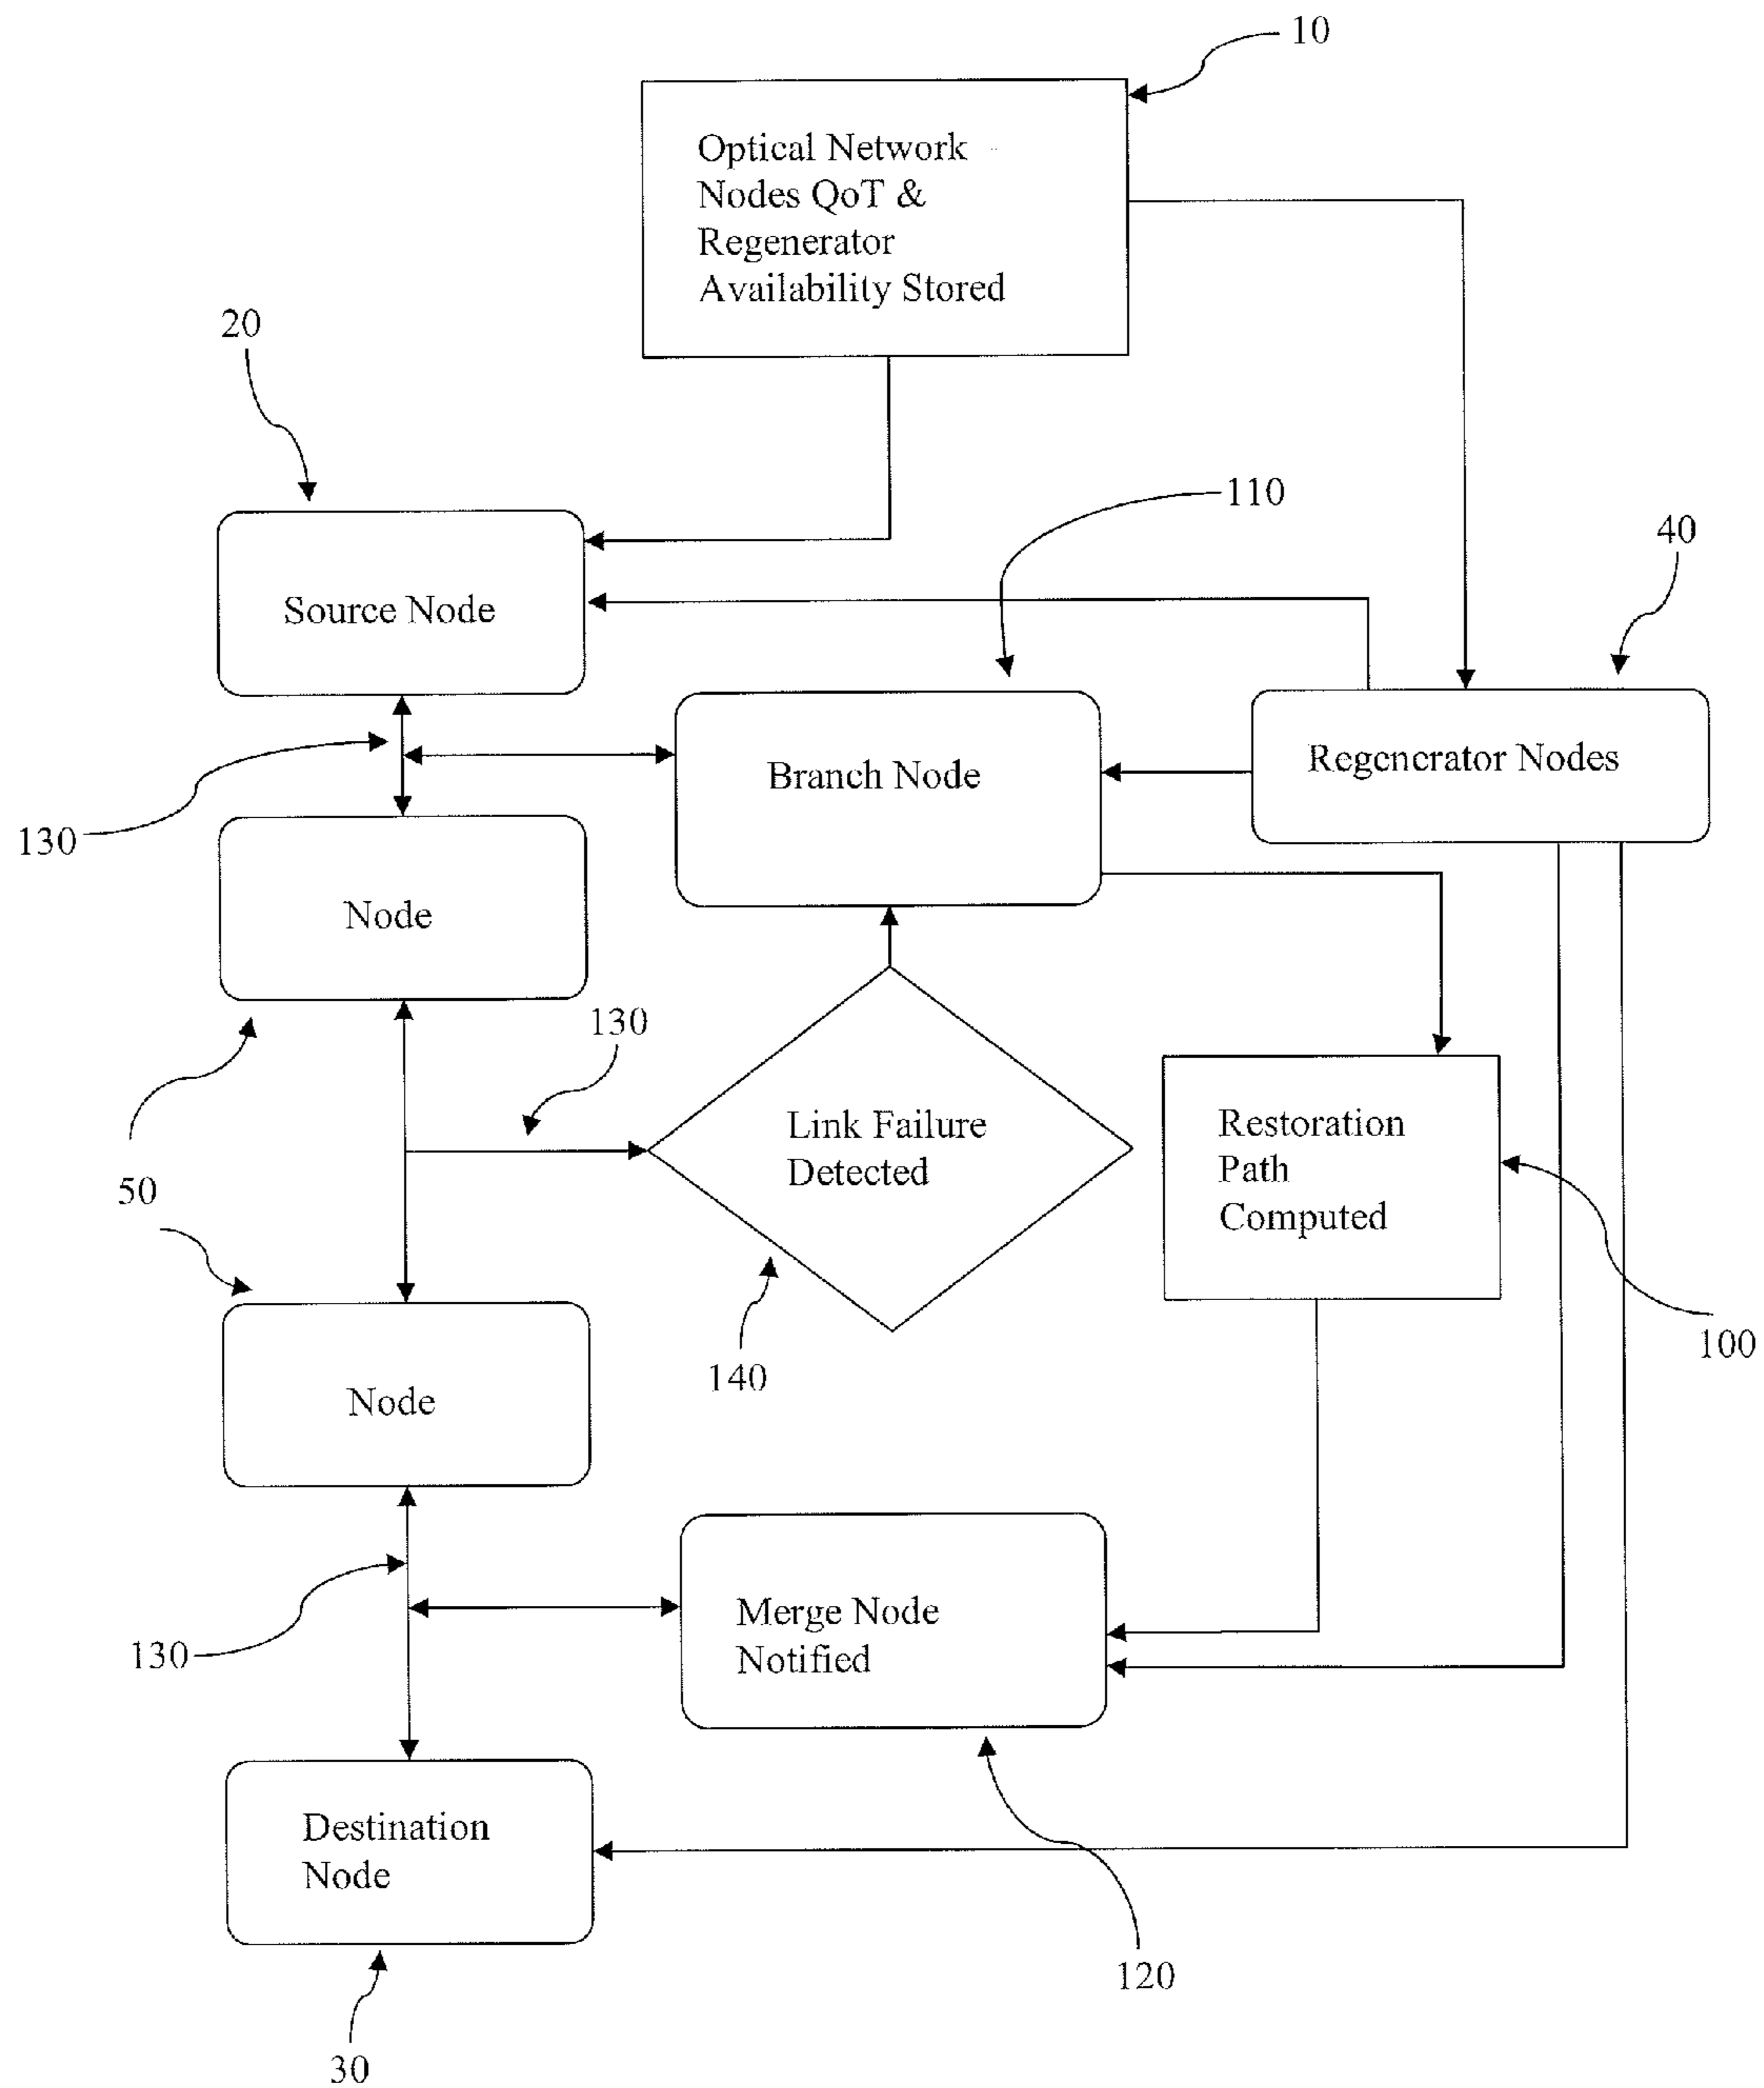 10
Optical Network
Nodes QoT &
Regenerator
Availability Stored
20
110
40
Source Node
Branch Node
Regenerator Nodes
130
Node
130
Link Failure
Detected
Restoration
Path
Computed
50
100
140
Node
Merge Node
Notified
130
Destination
Node
120
30